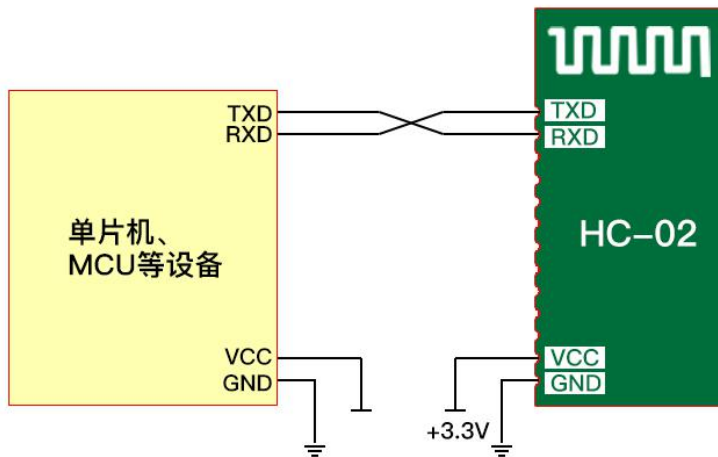 TXD
RXD
单片机、
MCU等设备
VCC
GND
TXD
RXD
HC-02
VCC
GND
+3.3V